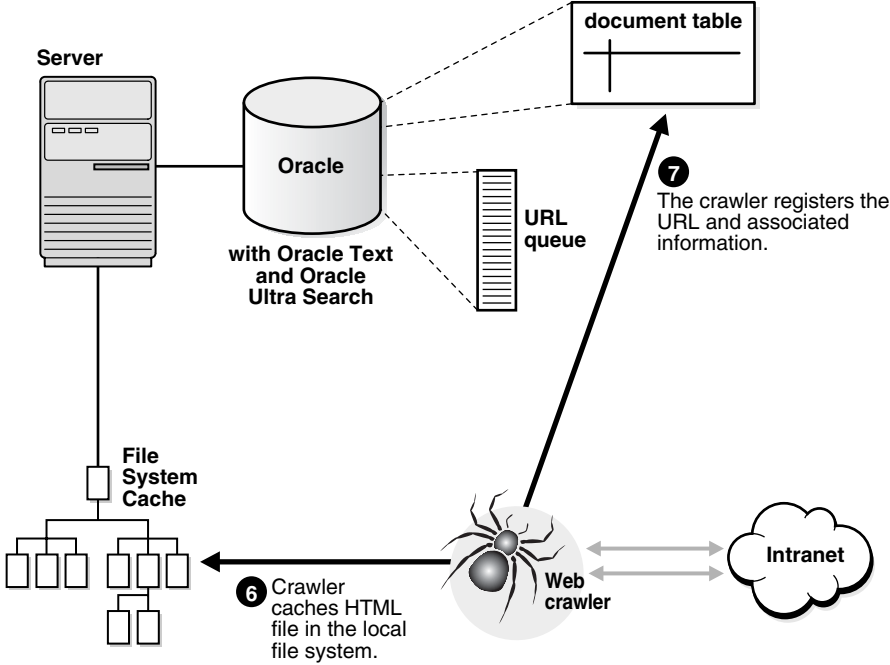 document table
Server
Oracle
with Oracle Text
and Oracle
Ultra Search
URL
queue
7
The crawler registers the
URL and associated
information.
File
System
Cache
6 Crawler
caches HTML
file in the local
file system.
Web
crawler
Intranet